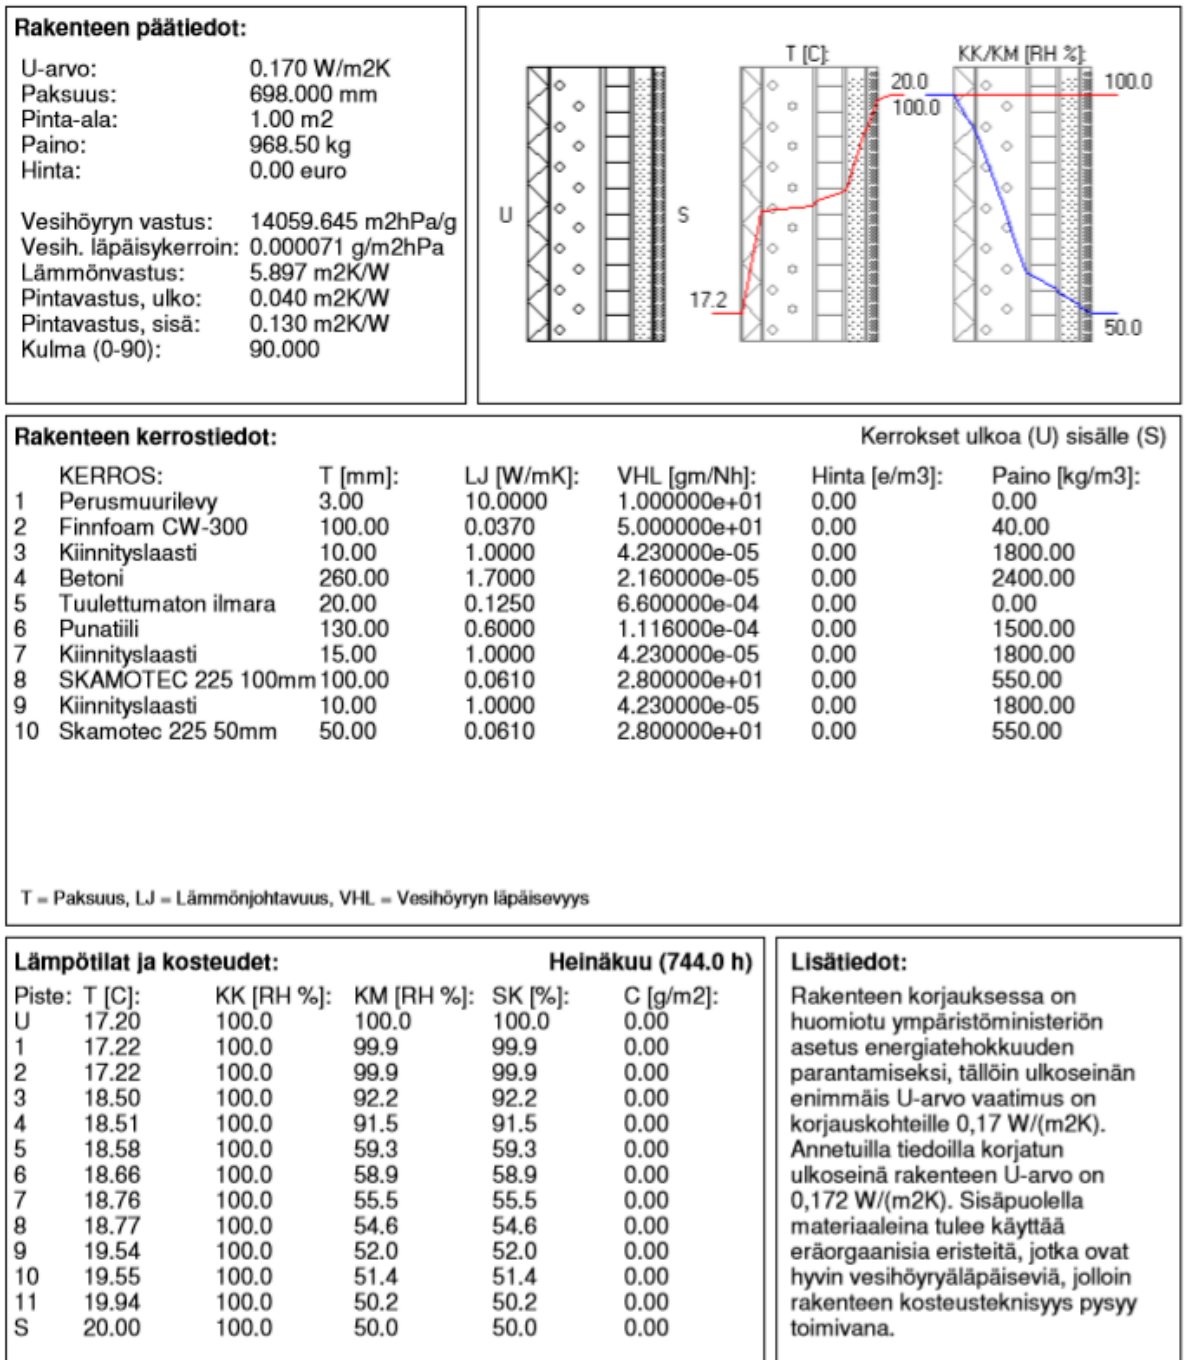 Rakenteen päätiedot:
U-arvo: 0.170 W/m2K
Paksuus: 698.000 mm
Pinta-ala: 1.00 m2
Paino: 968.50 kg
Hinta: 0.00 euro
Vesihöyryn vastus: 14059.645 m2hPa/g
Vesih. läpäisykerroin: 0.000071 g/m2hPa
Lämmönvastus: 5.897 m2K/W
Pintavastus, ulko: 0.040 m2K/W
Pintavastus, sisä: 0.130 m2K/W
Kulma (0-90): 90.000
U
S
T [C]:
20.0
17.2
KK/KM [RH %]:
100.0
100.0
50.0
Rakenteen kerrostiedot: Kerrokset ulkoa (U) sisälle (S)
KERROS: T [mm]: LJ [W/mK]: VHL [gm/Nh]: Hinta [e/m3]: Paino [kg/m3]:
1 Perusmuurilevy 3.00 10.0000 1.000000e+01 0.00 0.00
2 Finnfoam CW-300 100.00 0.0370 5.000000e+01 0.00 40.00
3 Kiinnityslaasti 10.00 1.0000 4.230000e-05 0.00 1800.00
4 Betoni 260.00 1.7000 2.160000e-05 0.00 2400.00
5 Tuulettumaton ilmara 20.00 0.1250 6.600000e-04 0.00 0.00
6 Punatiili 130.00 0.6000 1.116000e-04 0.00 1500.00
7 Kiinnityslaasti 15.00 1.0000 4.230000e-05 0.00 1800.00
8 SKAMOTEC 225 100mm 100.00 0.0610 2.800000e+01 0.00 550.00
9 Kiinnityslaasti 10.00 1.0000 4.230000e-05 0.00 1800.00
10 Skamotec 225 50mm 50.00 0.0610 2.800000e+01 0.00 550.00
T = Paksuus, LJ = Lämmönjohtavuus, VHL = Vesihöyryn läpäisevyys
Lämpötilat ja kosteudet: Heinäkuu (744.0 h)
Piste: T [C]: KK [RH %]: KM [RH %]: SK [%]: C [g/m2]:
U 17.20 100.0 100.0 100.0 0.00
1 17.22 100.0 99.9 99.9 0.00
2 17.22 100.0 99.9 99.9 0.00
3 18.50 100.0 92.2 92.2 0.00
4 18.51 100.0 91.5 91.5 0.00
5 18.58 100.0 59.3 59.3 0.00
6 18.66 100.0 58.9 58.9 0.00
7 18.76 100.0 55.5 55.5 0.00
8 18.77 100.0 54.6 54.6 0.00
9 19.54 100.0 52.0 52.0 0.00
10 19.55 100.0 51.4 51.4 0.00
11 19.94 100.0 50.2 50.2 0.00
S 20.00 100.0 50.0 50.0 0.00
Lisätiedot:
Rakenteen korjauksessa on
huomiotu ympäristöministeriön
asetus energiatehokkuuden
parantamiseksi, tällöin ulkoseinän
enimmäis U-arvo vaatimus on
korjauskohteille 0,17 W/(m2K).
Annetuilla tiedoilla korjatun
ulkoseinä rakenteen U-arvo on
0,172 W/(m2K). Sisäpuolella
materiaaleina tulee käyttää
eräorgaanisia eristeitä, jotka ovat
hyvin vesihöyryäläpäiseviä, jolloin
rakenteen kosteusteknisyys pysyy
toimivana.